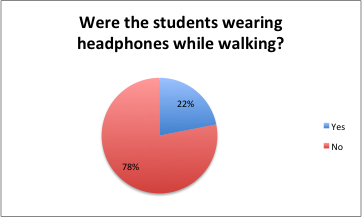 Were the students wearing
headphones while walking?
22%
Yes
No
78%